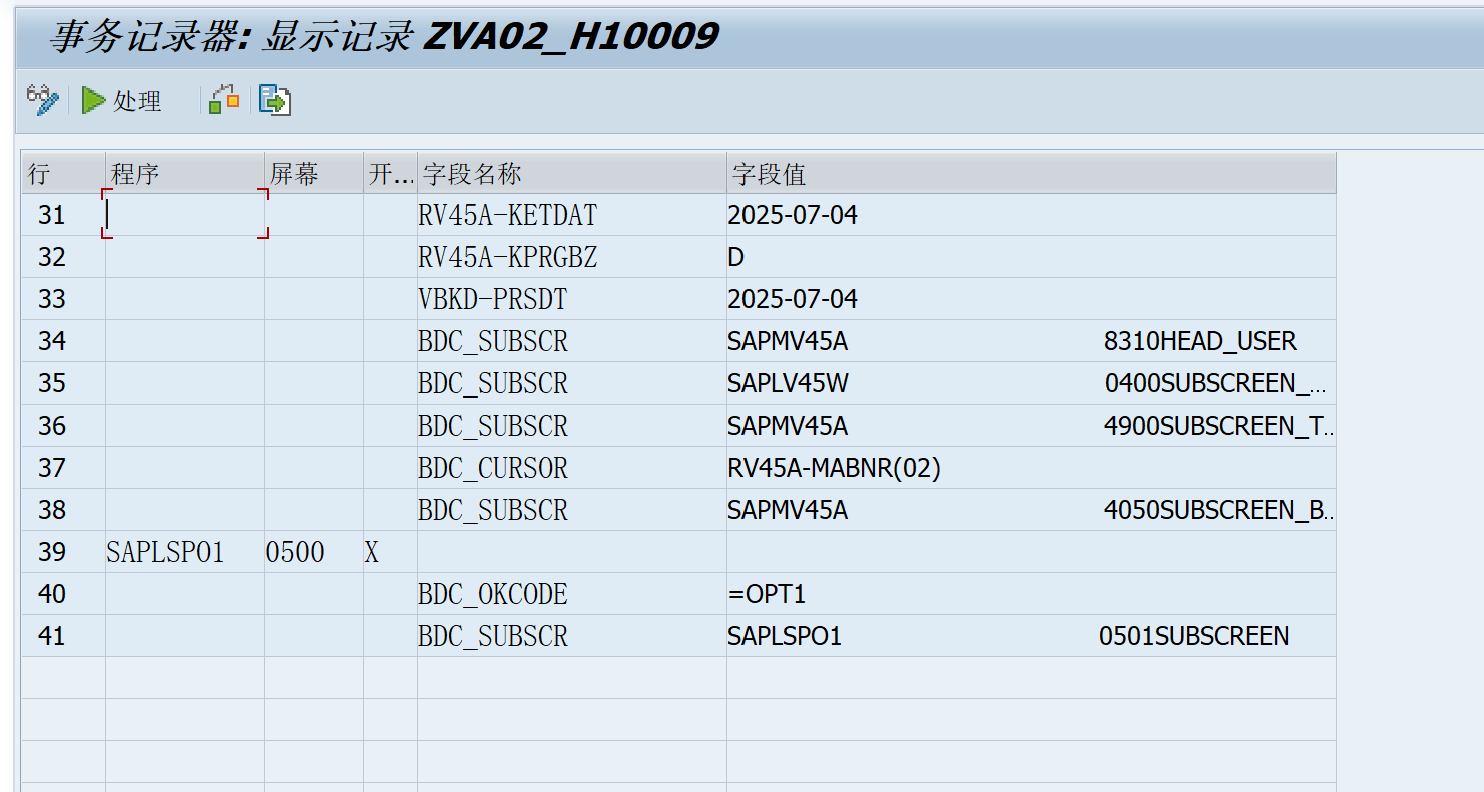 事务记录器: 显示记录 ZVA02_H10009
处理
行 程序 屏幕 开... 字段名称 字段值
31 RV45A-KETDAT 2025-07-04
32 RV45A-KPRGBZ D
33 VBKD-PRSDT 2025-07-04
34 BDC_SUBSCR SAPMV45A 8310HEAD_USER
35 BDC_SUBSCR SAPLV45W 0400SUBSCREEN_...
36 BDC_SUBSCR SAPMV45A 4900SUBSCREEN_T..
37 BDC_CURSOR RV45A-MABNR(02)
38 BDC_SUBSCR SAPMV45A 4050SUBSCREEN_B..
39 SAPLSPO1 0500 X
40 BDC_OKCODE =OPT1
41 BDC_SUBSCR SAPLSPO1 0501SUBSCREEN